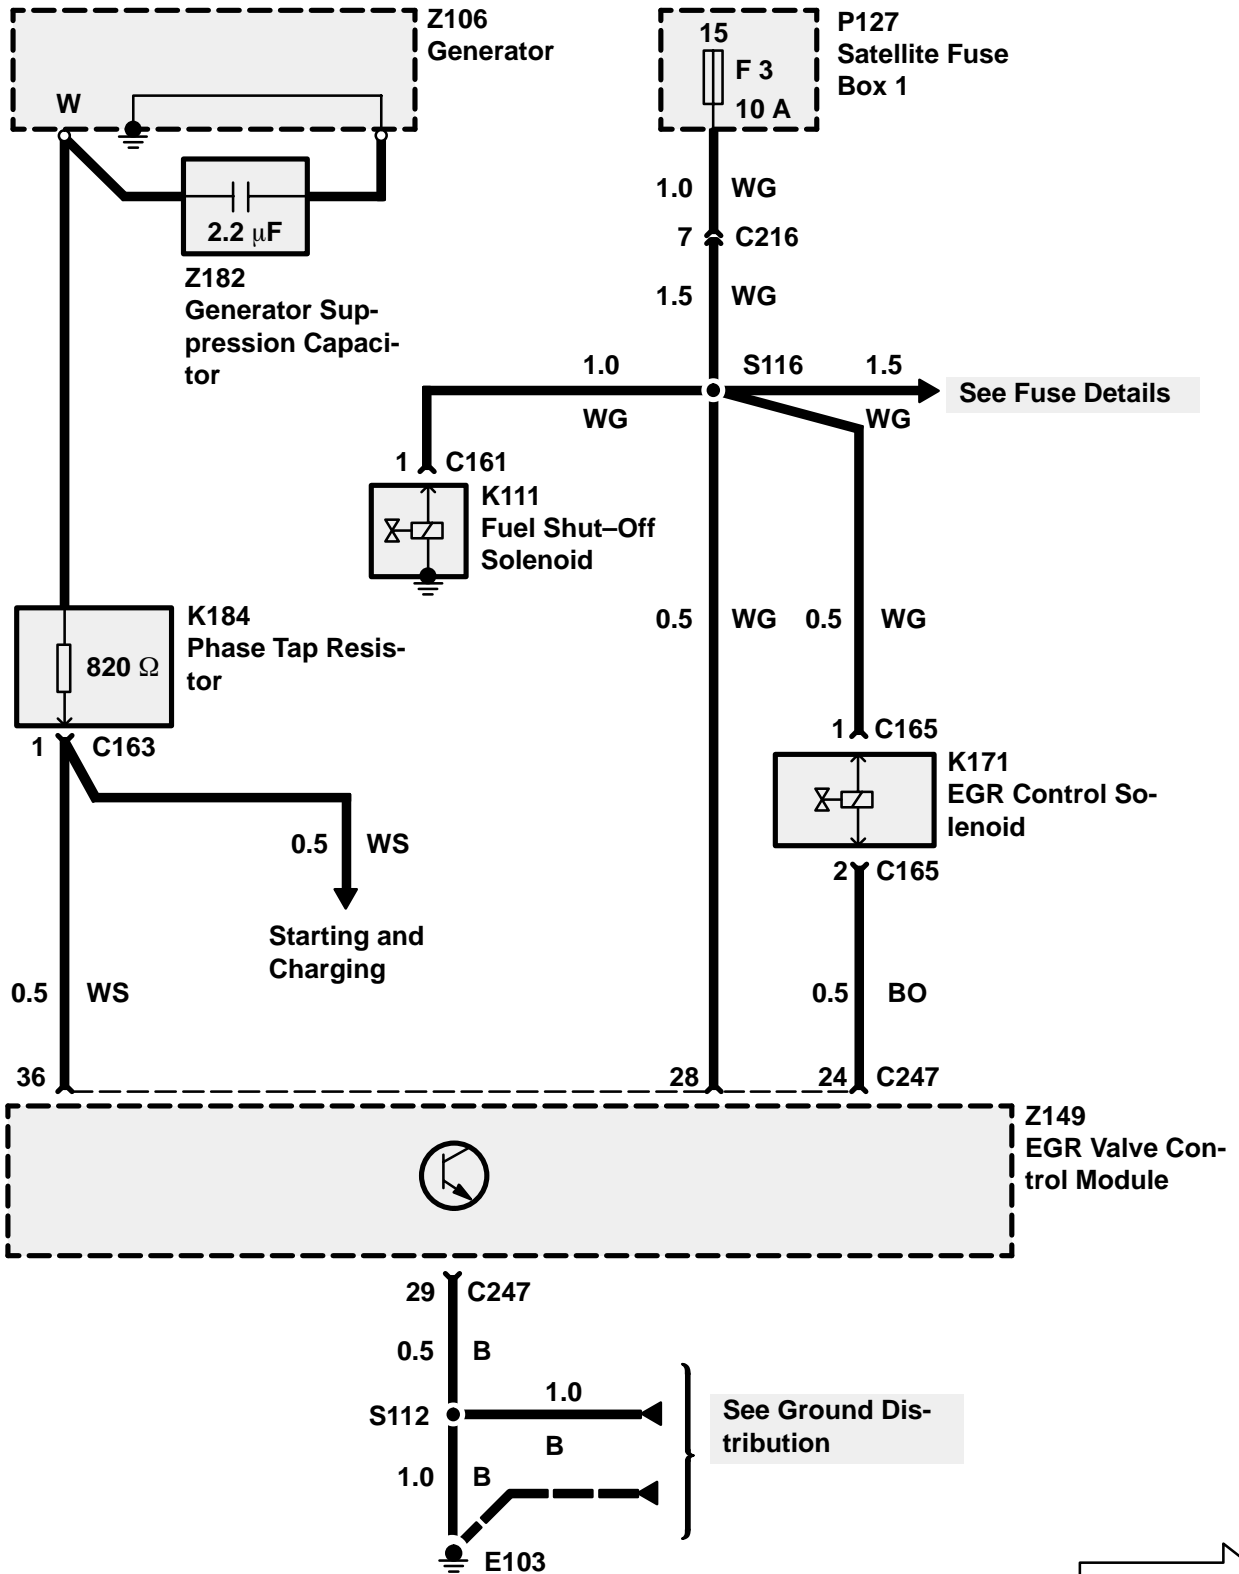 Z106
Generator
W
2.2 μF
Z182
Generator Sup-
pression Capaci-
tor
15
F 3
10 A
P127
Satellite Fuse
Box 1
1.0 WG
7 C216
1.5 WG
1.0 S116 1.5
WG WG
See Fuse Details
1 C161
K111
Fuel Shut–Off
Solenoid
K184
Phase Tap Resis-
tor
820 Ω
0.5 WG 0.5 WG
1 C163
0.5 WS
Starting and
Charging
1 C165
K171
EGR Control So-
lenoid
2 C165
0.5 WS
0.5 BO
36 28 24 C247
Z149
EGR Valve Con-
trol Module
29 C247
0.5 B
1.0
S112
B
1.0 B
See Ground Dis-
tribution
E103